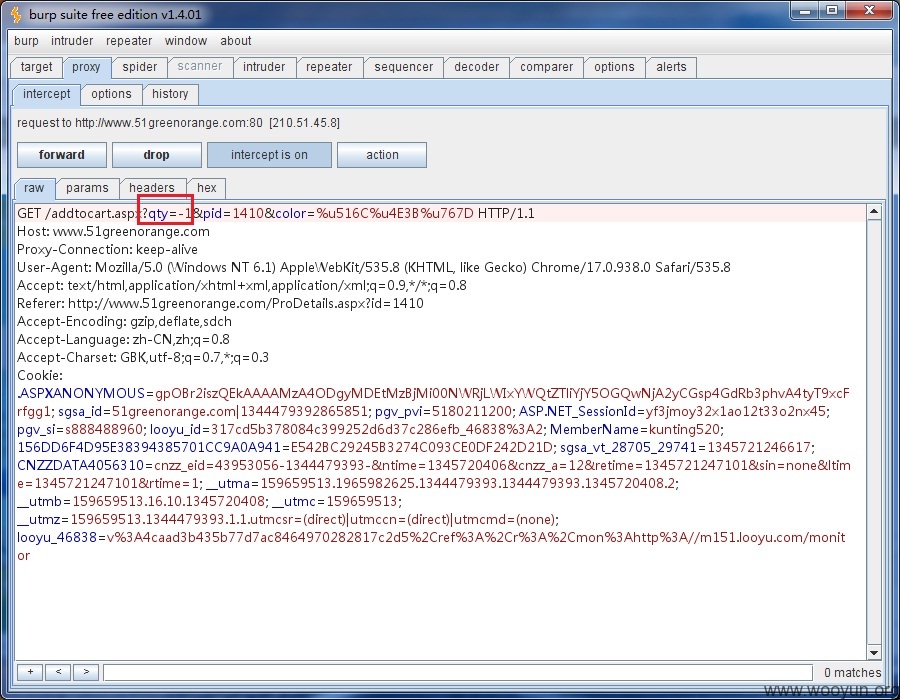 burp suite free edition v1.4.01
burp intruder repeater window about
target proxy spider scanner intruder repeater sequencer decoder comparer options alerts
intercept options history
request to http://www.51greenorange.com:80 [210.51.45.8]
forward drop intercept is on action
raw params headers hex
GET /addtocart.aspx?qty=-1&pid=1410&color=%u516C%u4E3B%u767D HTTP/1.1
Host: www.51greenorange.com
Proxy-Connection: keep-alive
User-Agent: Mozilla/5.0 (Windows NT 6.1) AppleWebKit/535.8 (KHTML, like Gecko) Chrome/17.0.938.0 Safari/535.8
Accept: text/html,application/xhtml+xml,application/xml;q=0.9,*/*;q=0.8
Referer: http://www.51greenorange.com/ProDetails.aspx?id=1410
Accept-Encoding: gzip,deflate,sdch
Accept-Language: zh-CN,zh;q=0.8
Accept-Charset: GBK,utf-8;q=0.7,*;q=0.3
Cookie:
.ASPXANONYMOUS=gpOBr2iszQEkAAAAMzA4ODgyMDEtMzBjMi00NWRjLWIxYWQtZTliYjY5OGQwNjA2yCGsp4GdRb3phvA4tyT9xcF
rfgg1; sgsa_id=51greenorange.com|1344479392865851; pgv_pvi=5180211200; ASP.NET_SessionId=yf3jmoy32x1ao12t33o2nx45;
pgv_si=s888488960; looyu_id=317cd5b378084c399252d6d37c286efb_46838%3A2; MemberName=kunting520;
156DD6F4D95E38394385701CC9A0A941=E542BC29245B3274C093CE0DF242D21D; sgsa_vt_28705_29741=1345721246617;
CNZZDATA4056310=cnzz_eid=43953056-1344479393-&ntime=1345720406&cnzz_a=12&retime=1345721247101&sin=none&ltim
e=1345721247101&rtime=1; __utma=159659513.1965982625.1344479393.1344479393.1345720408.2;
__utmb=159659513.16.10.1345720408; __utmc=159659513;
__utmz=159659513.1344479393.1.1.utmcsr=(direct)|utmccn=(direct)|utmcmd=(none);
looyu_46838=v%3A4caad3b435b77d7ac8464970282817c2d5%2Cref%3A%2Cr%3A%2Cmon%3Ahttp%3A//m151.looyu.com/monit
or
+ < > 0 matches
www.wooyun.org